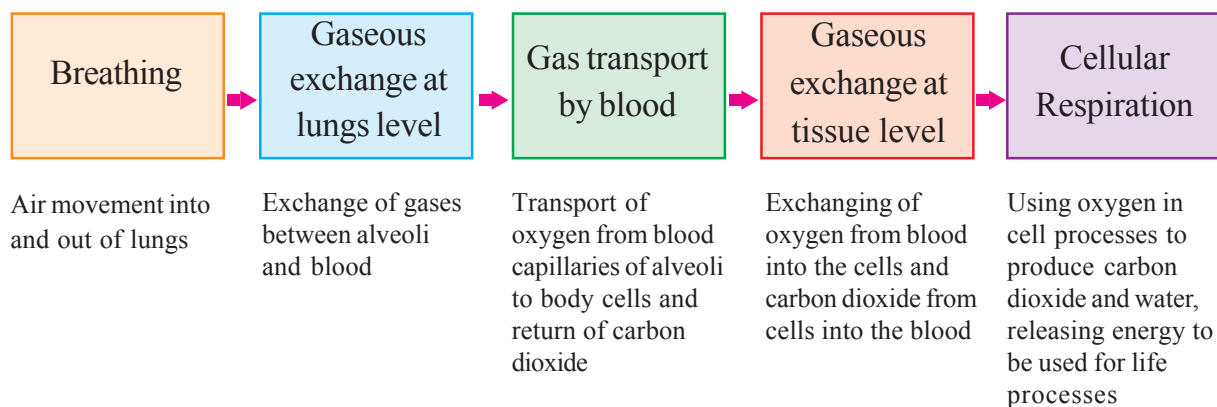 Breathing
Gaseous
exchange at
lungs level
Gas transport
by blood
Gaseous
exchange at
tissue level
Cellular
Respiration
Air movement into
and out of lungs
Exchange of gases
between alveoli
and blood
Transport of
oxygen from blood
capillaries of alveoli
to body cells and
return of carbon
dioxide
Exchanging of
oxygen from blood
into the cells and
carbon dioxide from
cells into the blood
Using oxygen in
cell processes to
produce carbon
dioxide and water,
releasing energy to
be used for life
processes